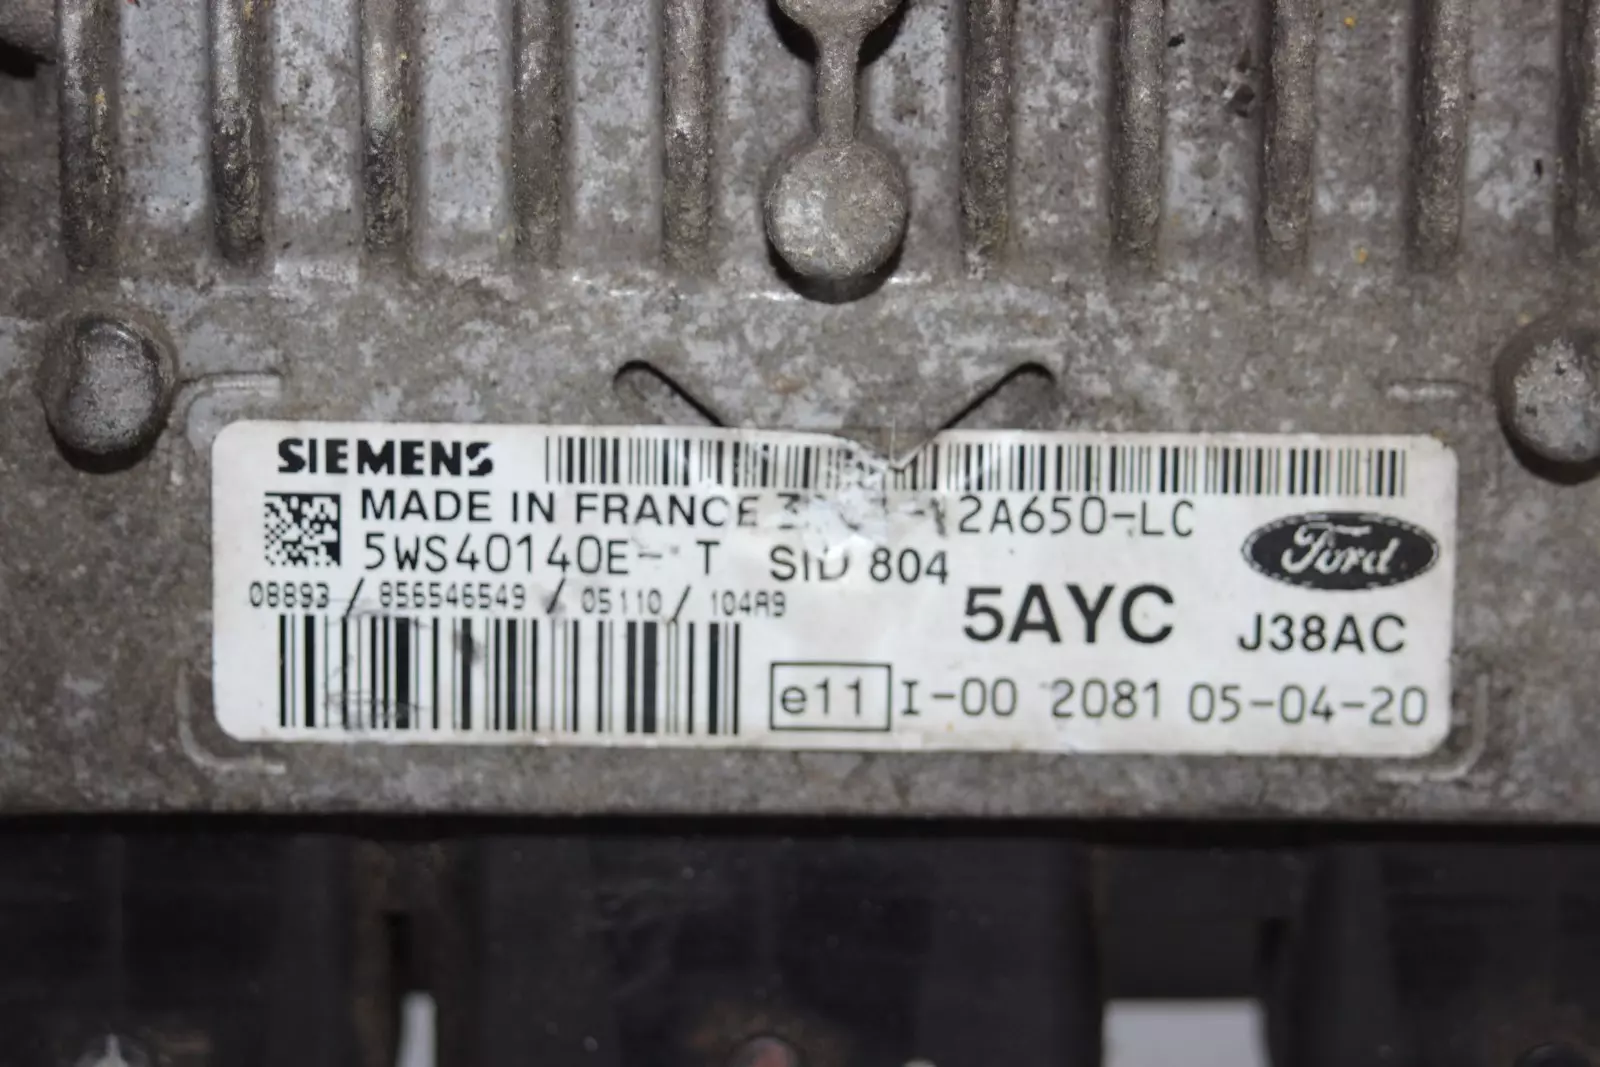 SIEMENS
MADE IN FRANCE 2A650-LC
5WS40140E- T SID 804
Ford
08893 / 856546549 / 05110 / 104A9
5AYC J38AC
e11 I-00 2081 05-04-20